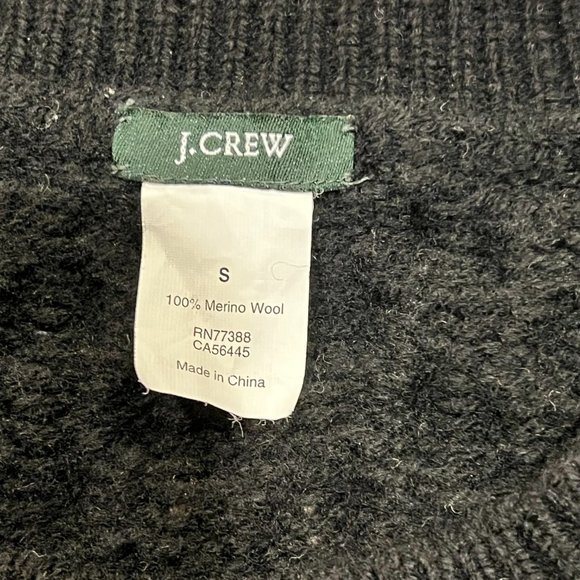 J.CREW
S
100% Merino Wool
RN77388
CA56445
Made in China